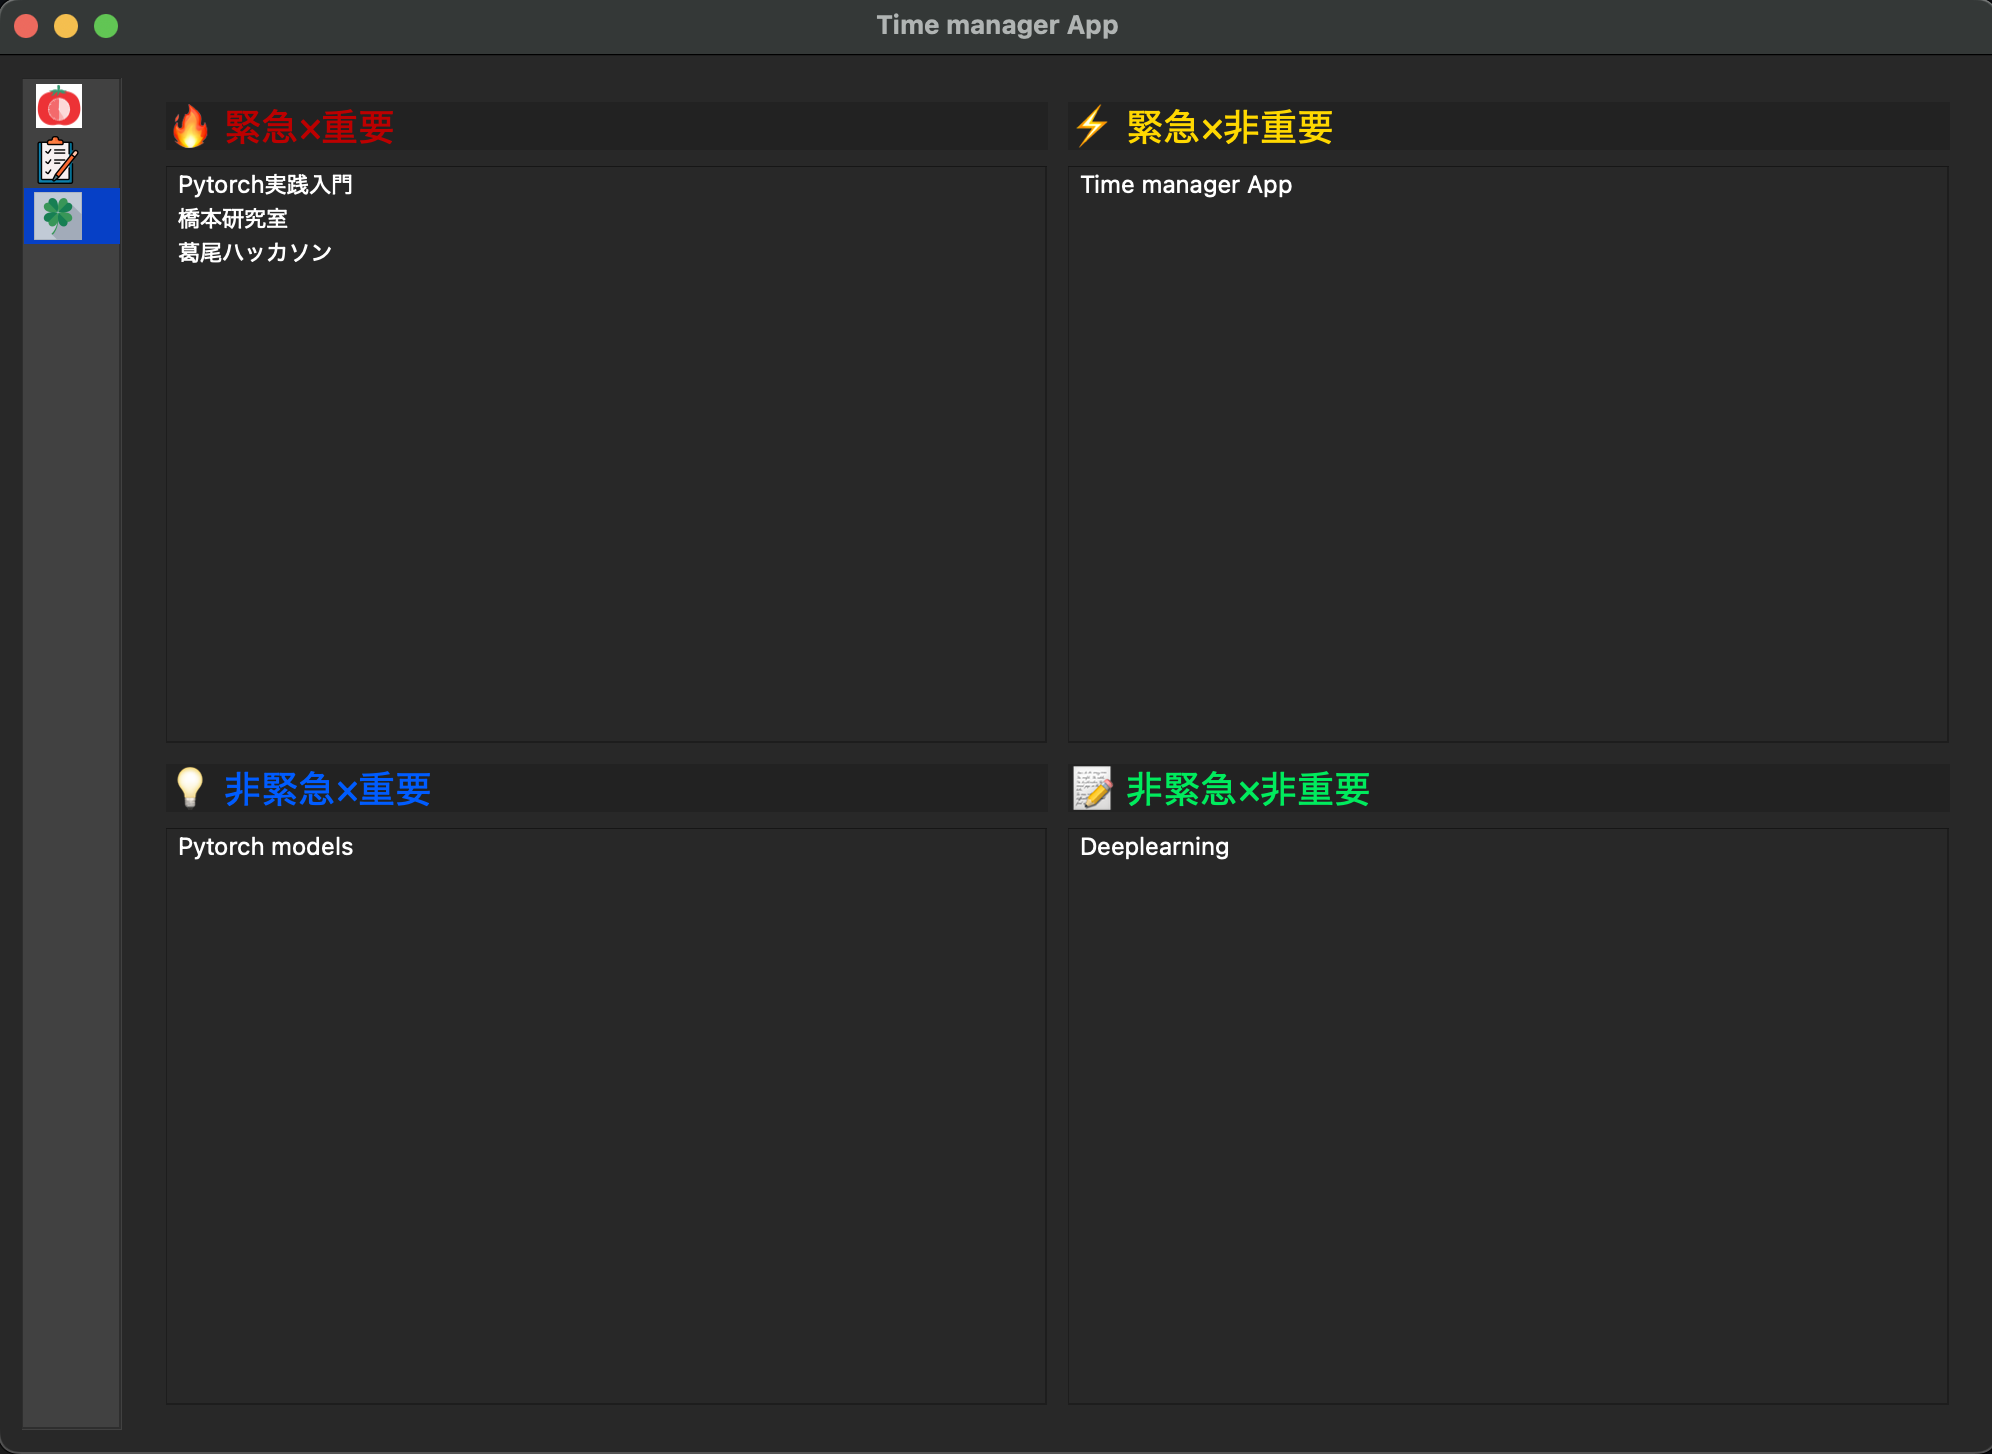 Time manager App
🔥 緊急×重要
Pytorch実践入門
橋本研究室
葛尾ハッカソン
⚡ 緊急×非重要
Time manager App
💡 非緊急×重要
Pytorch models
📝 非緊急×非重要
Deeplearning